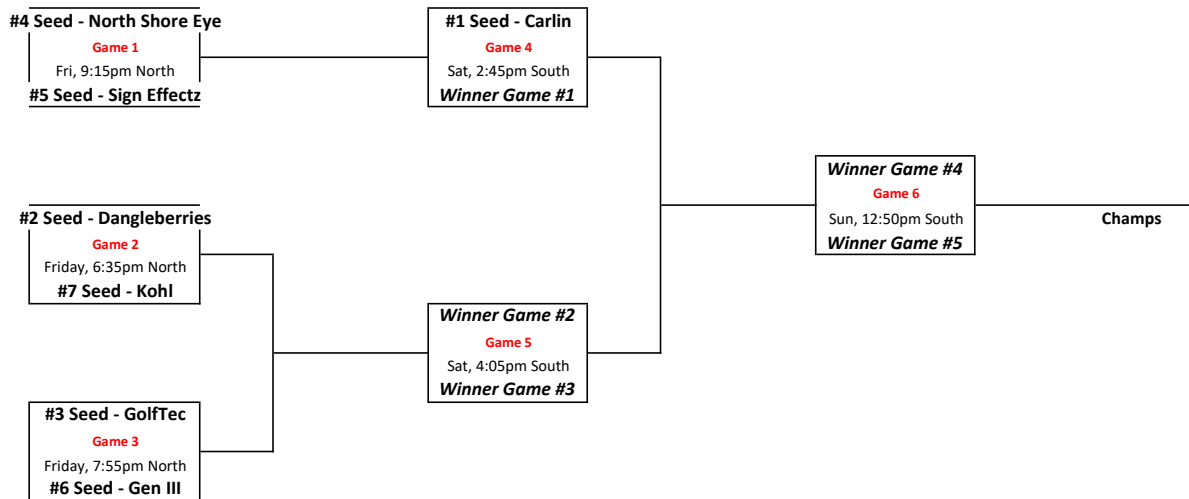 #4 Seed - North Shore Eye
Game 1
Fri, 9:15pm North
#5 Seed - Sign Effectz
#1 Seed - Carlin
Game 4
Sat, 2:45pm South
Winner Game #1
Winner Game #4
Game 6
Sun, 12:50pm South
Winner Game #5
Champs
#2 Seed - Dangleberries
Game 2
Friday, 6:35pm North
#7 Seed - Kohl
Winner Game #2
Game 5
Sat, 4:05pm South
Winner Game #3
#3 Seed - GolfTec
Game 3
Friday, 7:55pm North
#6 Seed - Gen III